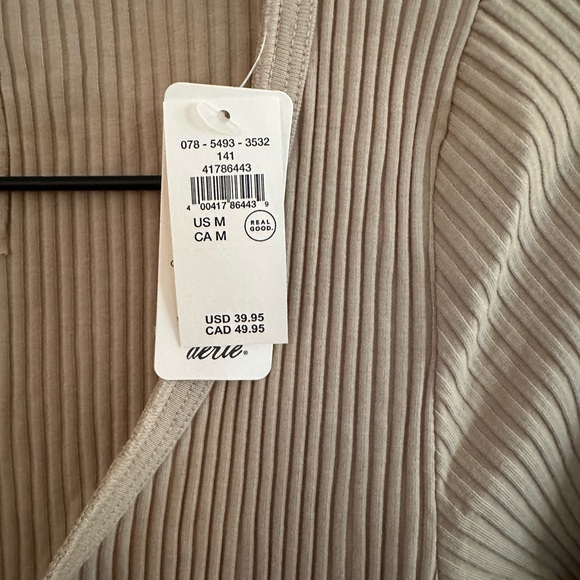 078 - 5493 - 3532
141
41786443
4 00417 86443 9
US M
CA M
REAL
GOOD.
USD 39.95
CAD 49.95
aerie®